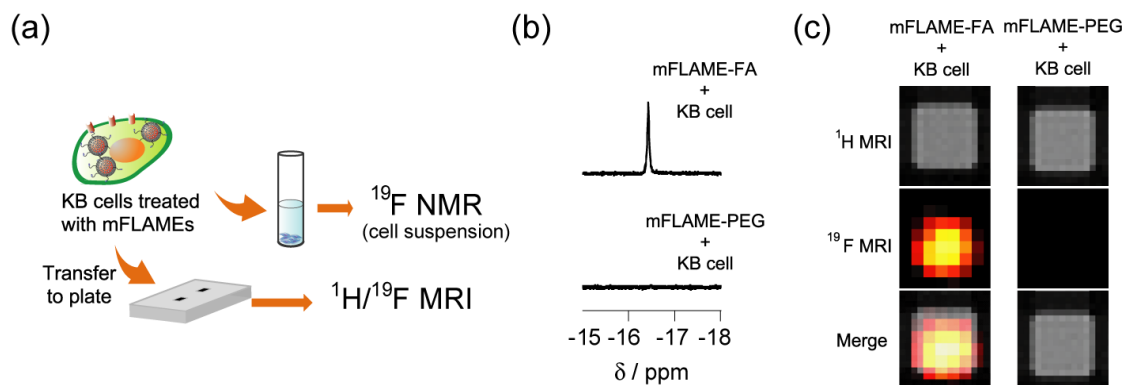 (a)
KB cells treated
with mFLAMEs
Transfer
to plate
¹⁹F NMR
(cell suspension)
¹H/¹⁹F MRI
(b)
mFLAME-FA
+
KB cell
mFLAME-PEG
+
KB cell
-15 -16 -17 -18
δ / ppm
(c)
mFLAME-FA
+
KB cell
mFLAME-PEG
+
KB cell
¹H MRI
¹⁹F MRI
Merge